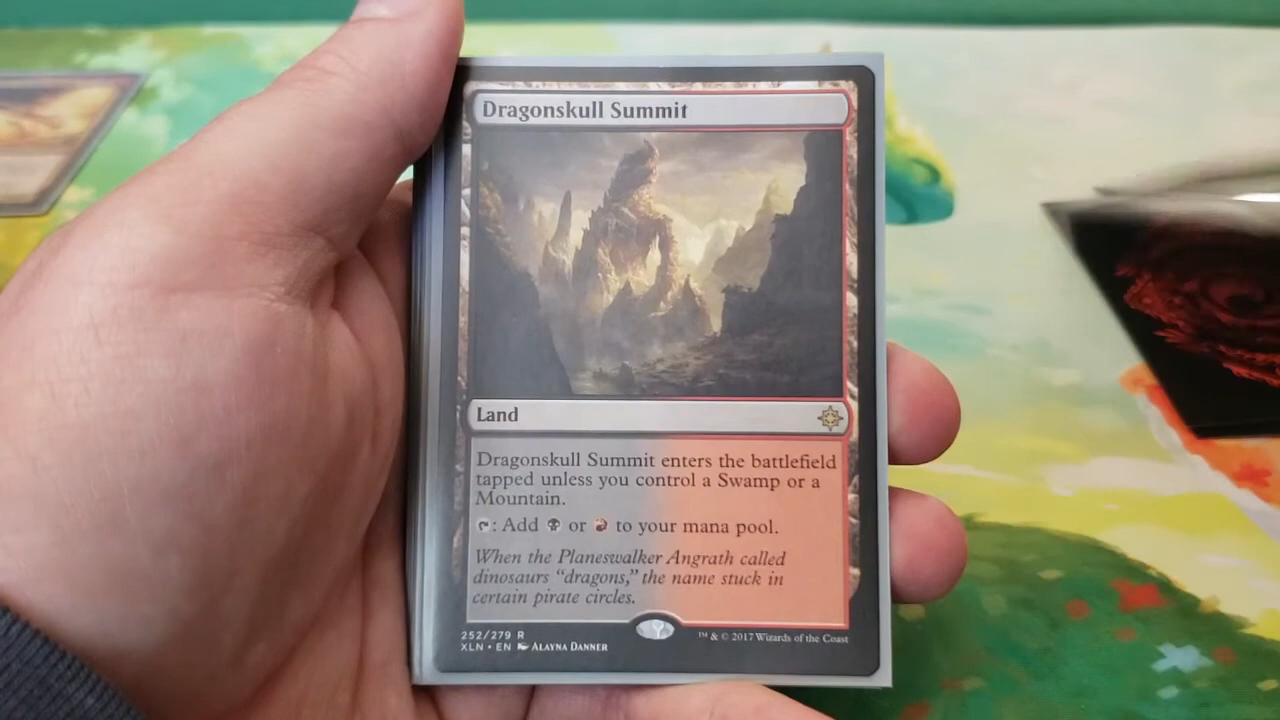 Dragonskull Summit
Land
Dragonskull Summit enters the battlefield
tapped unless you control a Swamp or a
Mountain.
: Add or to your mana pool.
When the Planeswalker Angrath called
dinosaurs “dragons,” the name stuck in
certain pirate circles.
252/279 R
XLN • EN ALAYNA DANNER
™ & © 2017 Wizards of the Coast